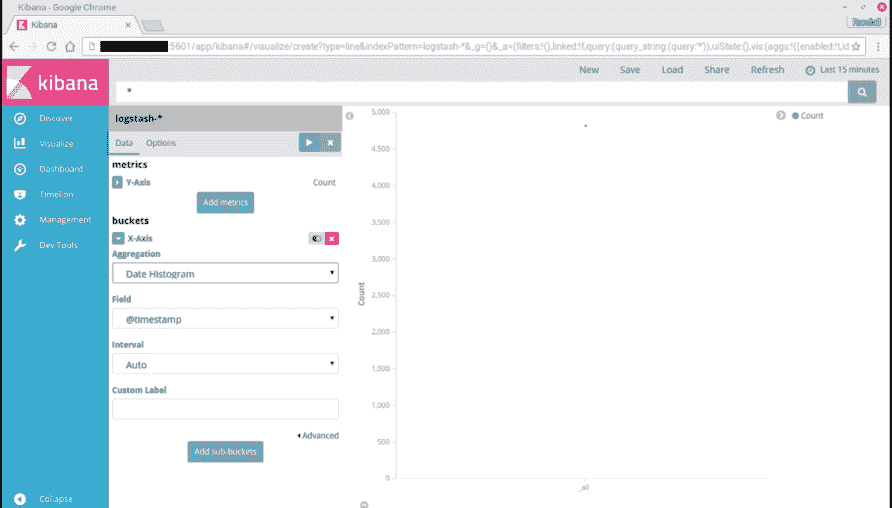 Kibana - Google Chrome
Kibana
:5601/app/kibana#/visualize/create?type=line&indexPattern=logstash-*&_g=()&_a=(filters:!(),linked:!f,query:(query_string:(query:*)),uiState:(),vis:(aggs:!((enabled:!t,id
kibana
New Save Load Share Refresh Last 15 minutes
*
Discover
Visualize
Dashboard
Timelion
Management
Dev Tools
Collapse
logstash-*
Data Options
metrics
Y-Axis Count
Add metrics
buckets
X-Axis
Aggregation
Date Histogram
Field
@timestamp
Interval
Auto
Custom Label
Advanced
Add sub-buckets
Count
5,000
4,500
4,000
3,500
3,000
2,500
2,000
1,500
1,000
500
0
Count
_all